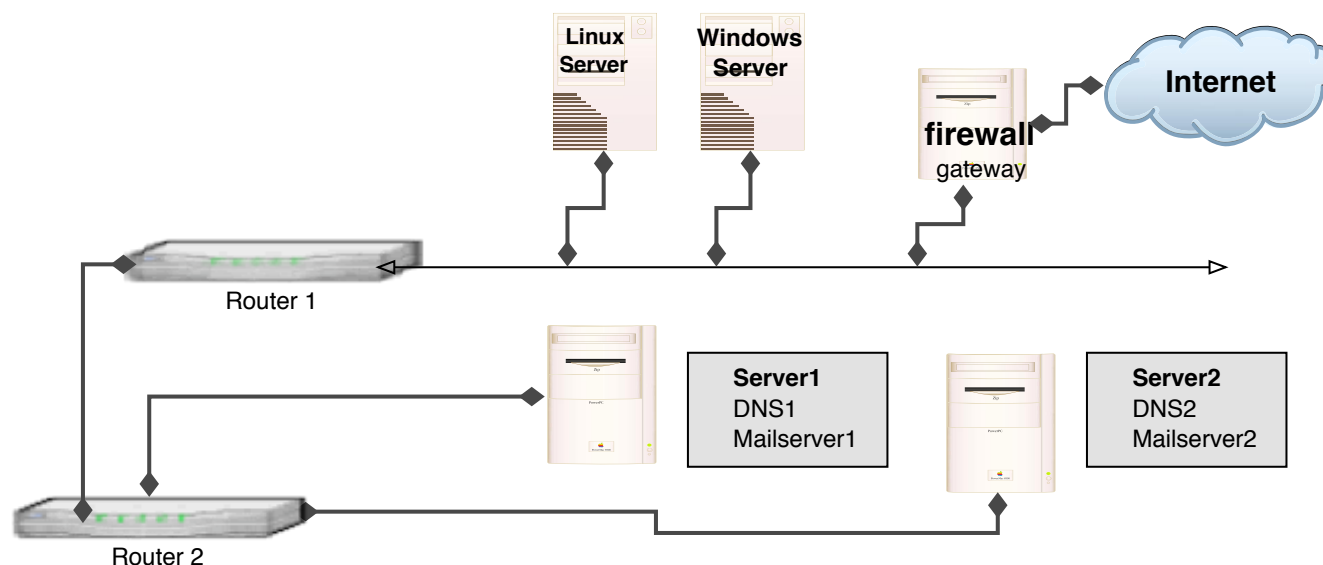 Linux
Server
Windows
Server
Internet
firewall
gateway
Router 1
Server1
DNS1
Mailserver1
Server2
DNS2
Mailserver2
Router 2